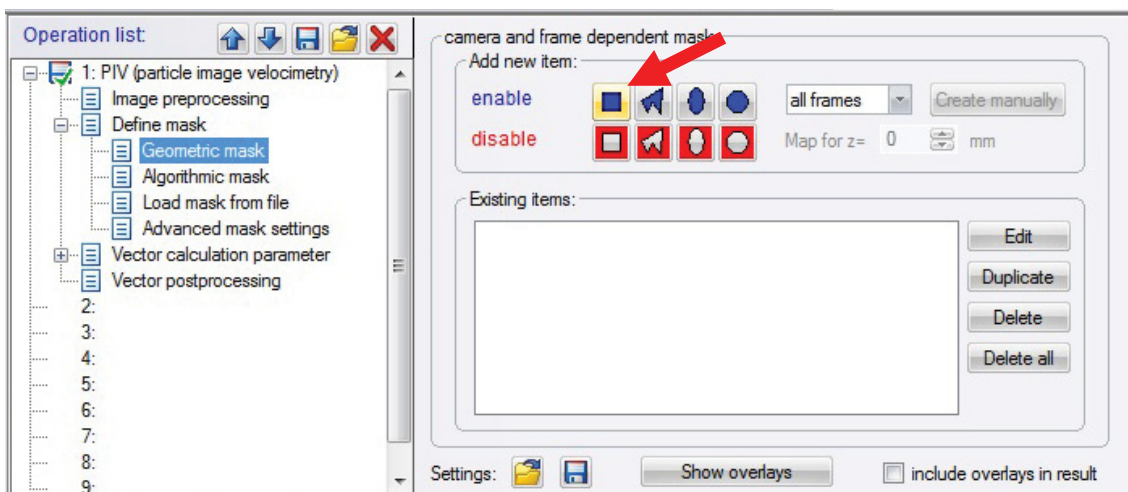 Operation list:
1: PIV (particle image velocimetry)
Image preprocessing
Define mask
Geometric mask
Algorithmic mask
Load mask from file
Advanced mask settings
Vector calculation parameter
Vector postprocessing
2:
3:
4:
5:
6:
7:
8:
9:
camera and frame dependent mask
Add new item:
enable
all frames
Create manually
disable
Map for z= 0 mm
Existing items:
Edit
Duplicate
Delete
Delete all
Settings:
Show overlays
include overlays in result